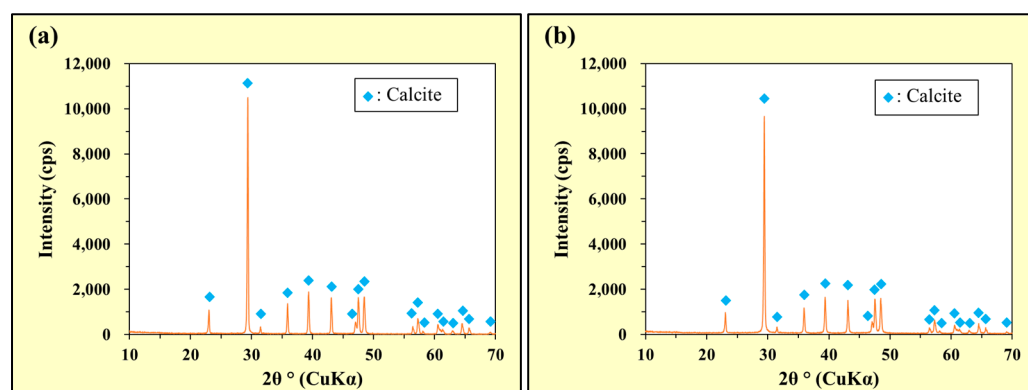 (a)
12,000
10,000
8,000
6,000
4,000
2,000
0
10 20 30 40 50 60 70
Intensity (cps)
2θ ° (CuKα)
: Calcite
(b)
12,000
10,000
8,000
6,000
4,000
2,000
0
10 20 30 40 50 60 70
Intensity (cps)
2θ ° (CuKα)
: Calcite